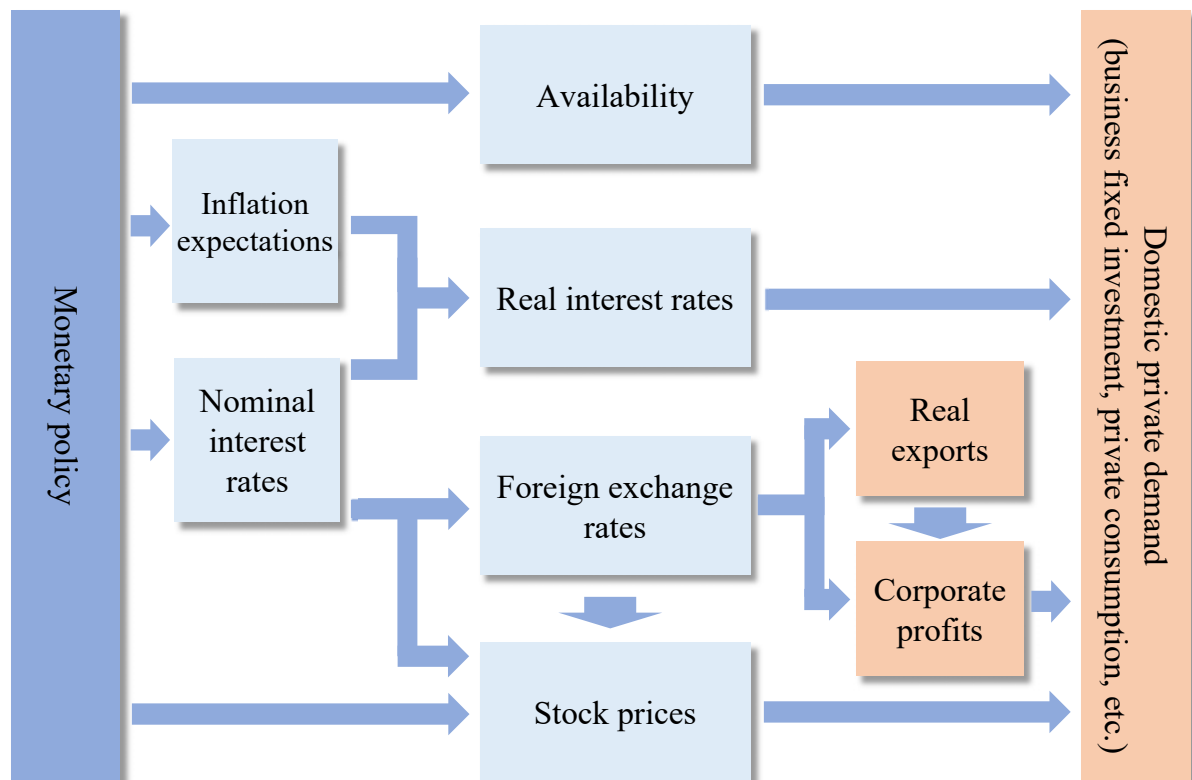 Monetary policy
Availability
Inflation
expectations
Real interest rates
Nominal
interest
rates
Foreign exchange
rates
Stock prices
Real
exports
Corporate
profits
Domestic private demand
(business fixed investment, private consumption, etc.)